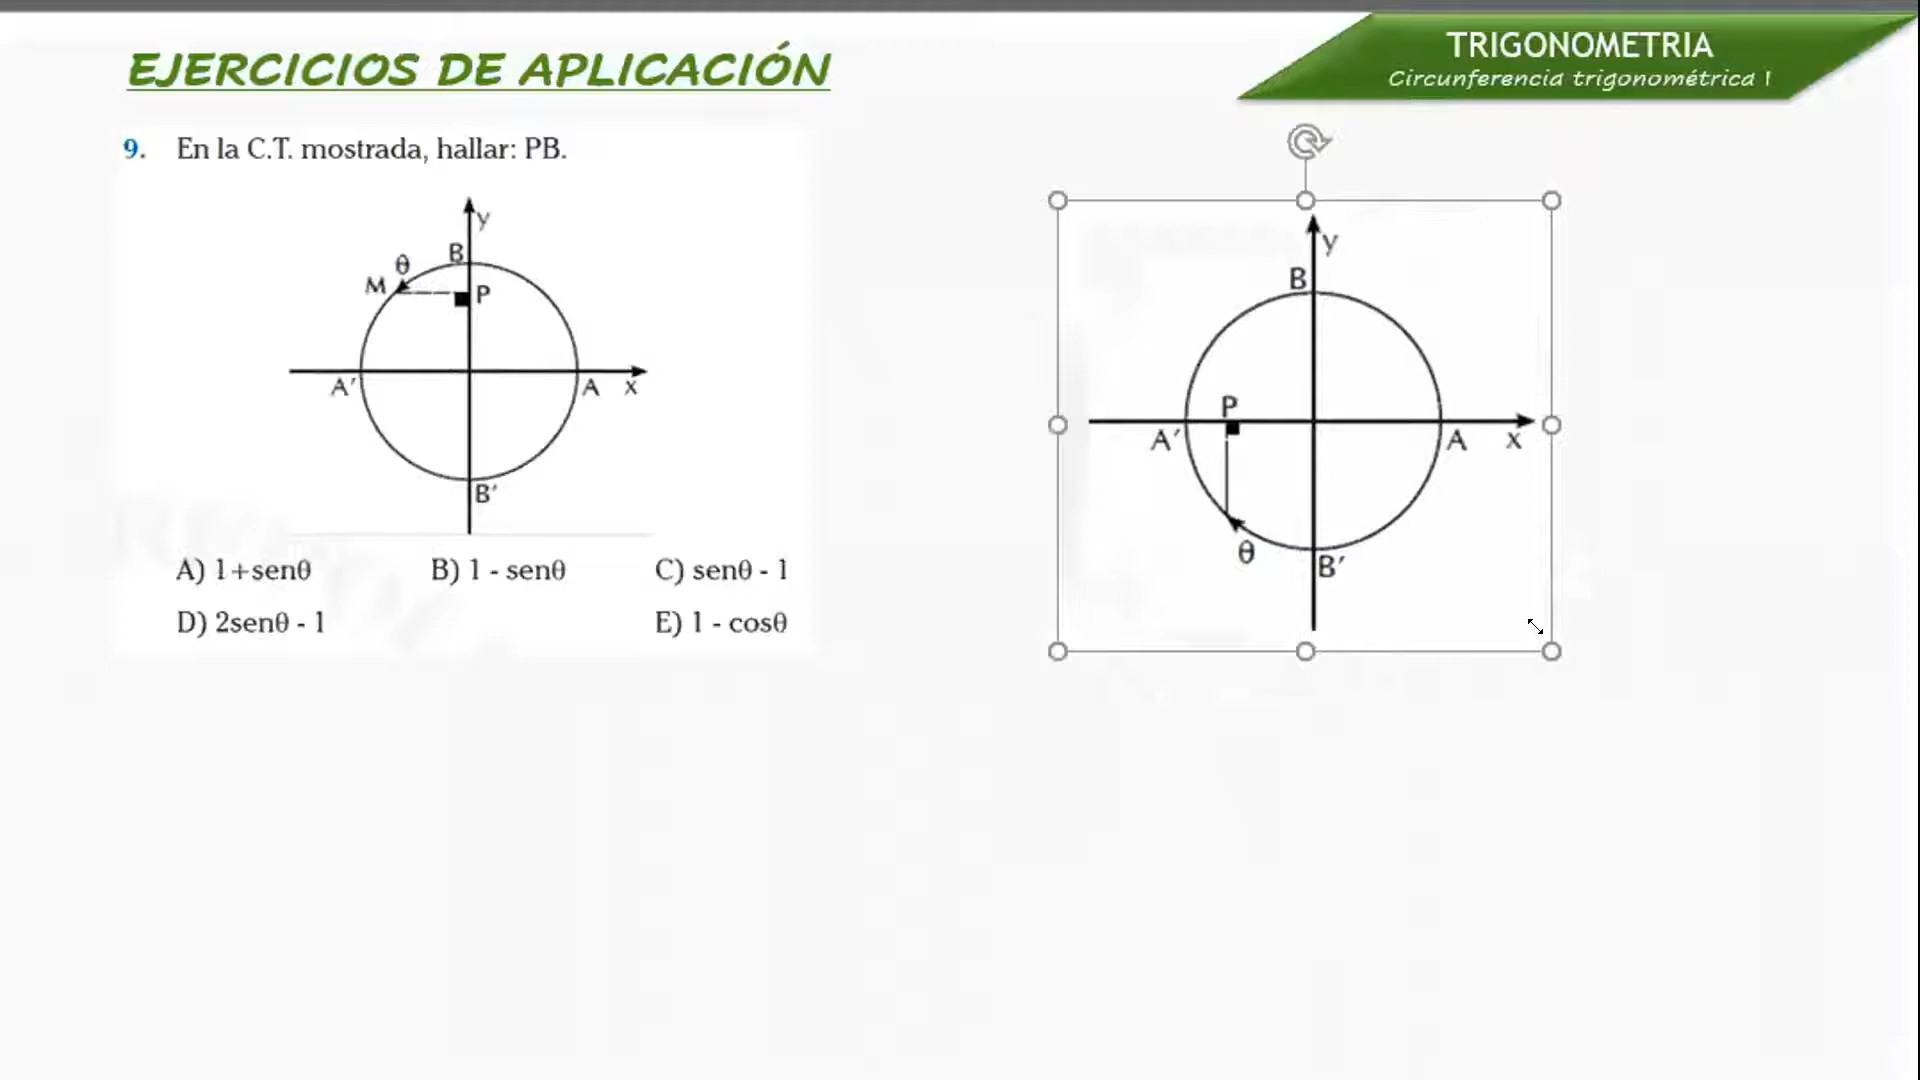 EJERCICIOS DE APLICACIÓN
TRIGONOMETRIA
Circunferencia trigonométrica I
9. En la C.T. mostrada, hallar: PB.
y
B
θ
M
P
A'
A
x
B'
A) 1+senθ
B) 1 - senθ
C) senθ - 1
D) 2senθ - 1
E) 1 - cosθ
y
B
P
A'
A
x
θ
B'